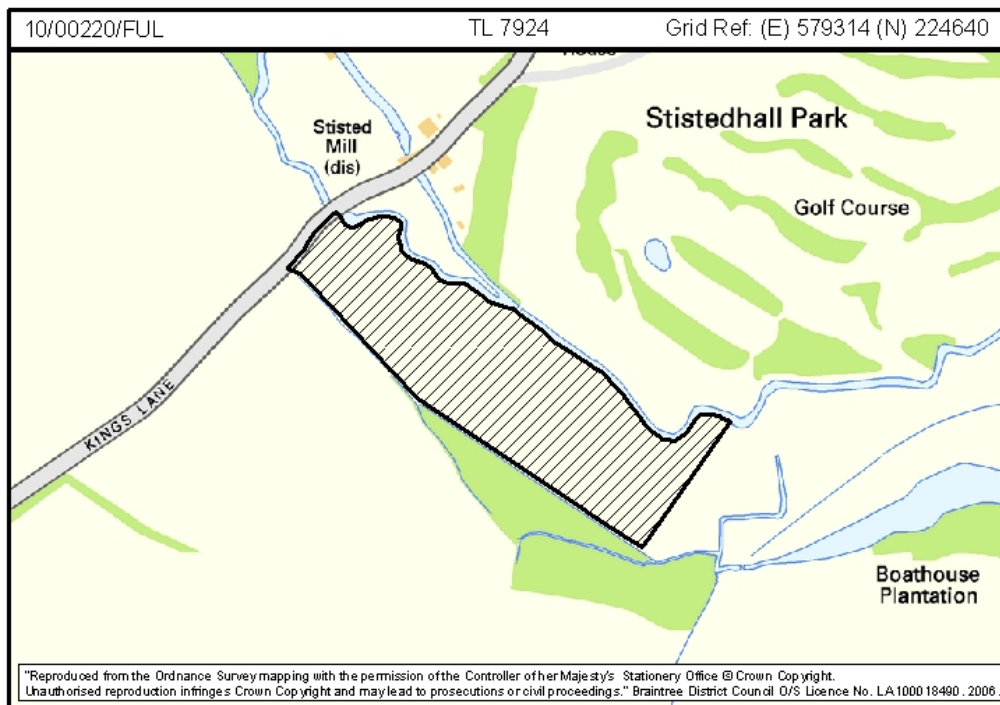 10/00220/FUL TL 7924 Grid Ref: (E) 579314 (N) 224640
House
Stisted
Mill
(dis)
Stistedhall Park
Golf Course
KINGS LANE
Boathouse
Plantation
"Reproduced from the Ordnance Survey mapping with the permission of the Controller of her Majesty's Stationery Office © Crown Copyright.
Unauthorised reproduction infringes Crown Copyright and may lead to prosecutions or civil proceedings." Braintree District Council O/S Licence No. LA 100018490. 2006.